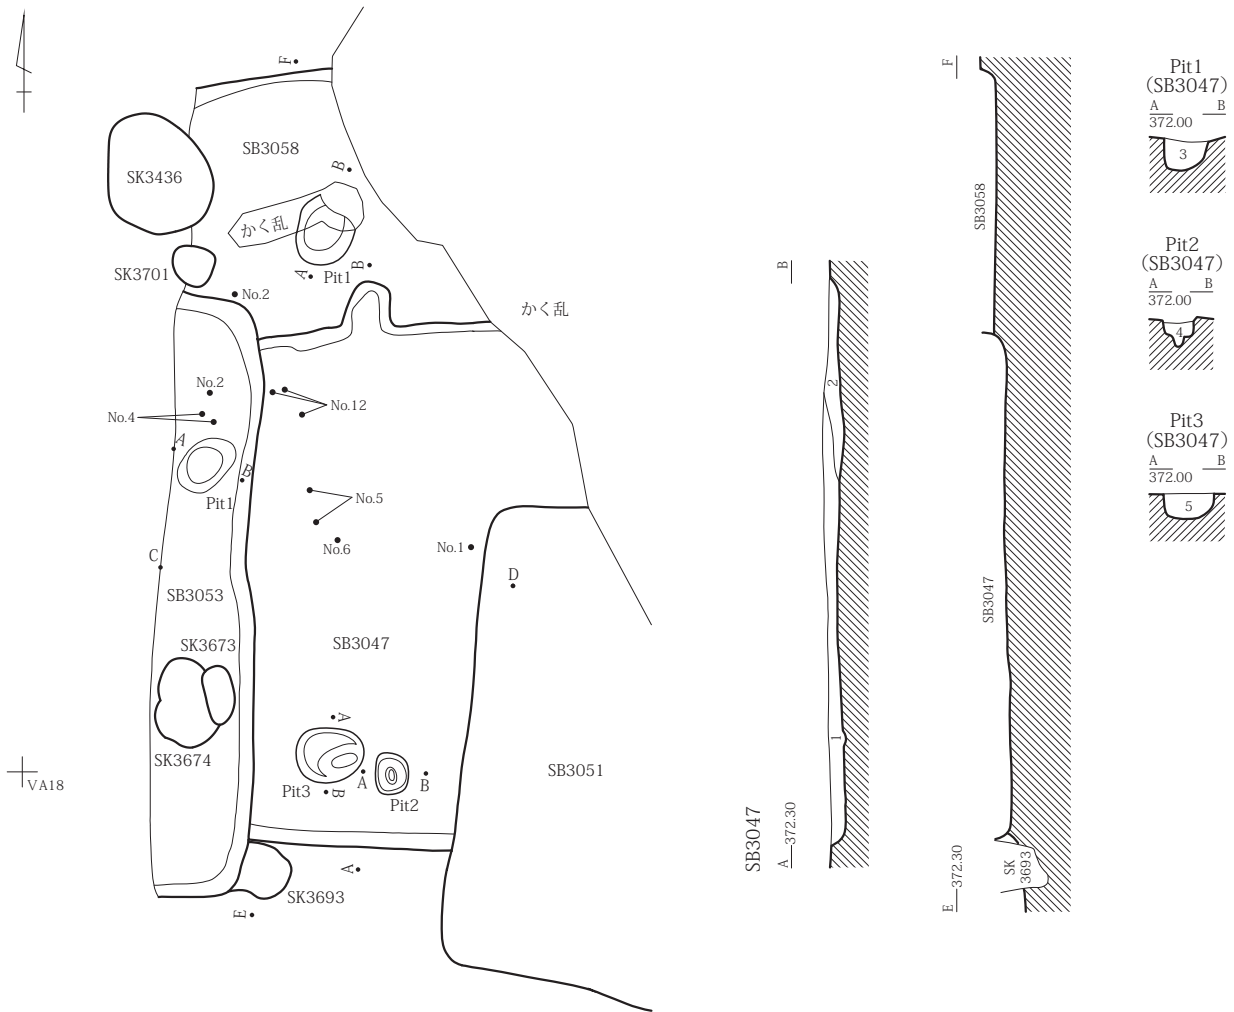 F
SB3058
B
SK3436
かく乱
A
Pit1
B
SK3701
No.2
かく乱
No.2
No.4
No.12
A
B
Pit1
No.5
No.6
No.1
C
D
SB3053
SK3673
SB3047
SK3674
A
Pit3
B
A
B
Pit2
SB3051
VA18
A
SK3693
E
B
2
1
SB3047
A
372.30
F
SB3058
SB3047
SK
3693
E
372.30
Pit1
(SB3047)
A B
372.00
3
Pit2
(SB3047)
A B
372.00
4
Pit3
(SB3047)
A B
372.00
5